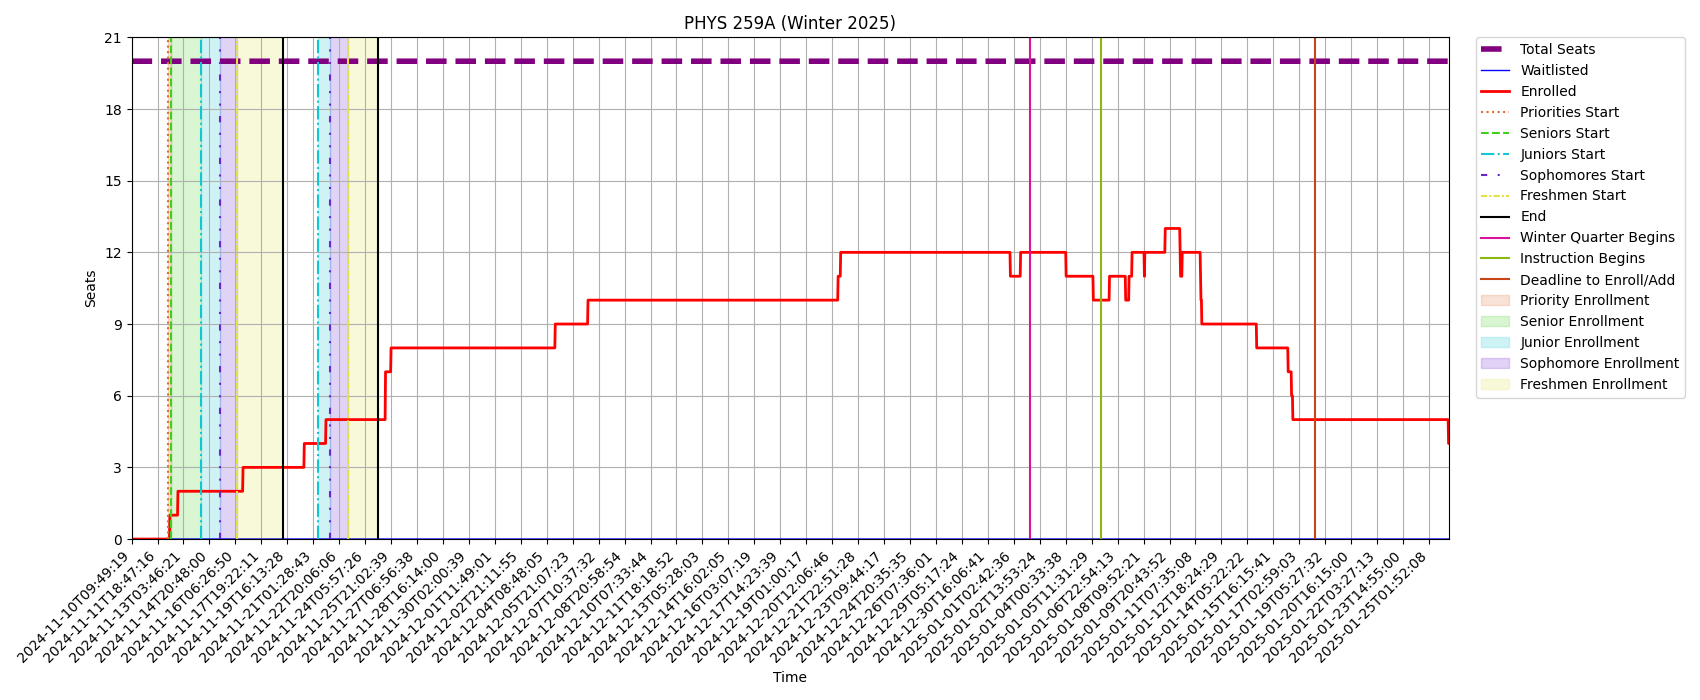 PHYS 259A (Winter 2025)
Seats
21
18
15
12
9
6
3
0
2024-11-10T09:49:19
2024-11-11T18:47:16
2024-11-13T03:46:21
2024-11-14T20:48:00
2024-11-16T06:26:50
2024-11-17T19:22:11
2024-11-19T16:13:28
2024-11-21T01:28:43
2024-11-22T20:06:06
2024-11-24T05:57:26
2024-11-25T21:02:39
2024-11-27T06:56:38
2024-11-28T16:14:00
2024-11-30T02:00:39
2024-12-01T11:49:01
2024-12-02T21:11:55
2024-12-04T08:48:05
2024-12-05T21:07:23
2024-12-07T10:37:32
2024-12-08T20:58:54
2024-12-10T07:33:44
2024-12-11T18:18:52
2024-12-13T05:28:03
2024-12-14T16:02:05
2024-12-16T03:07:19
2024-12-17T14:23:39
2024-12-19T01:00:17
2024-12-20T12:06:46
2024-12-21T22:51:28
2024-12-23T09:44:17
2024-12-24T20:35:35
2024-12-26T07:36:01
2024-12-29T05:17:24
2024-12-30T16:06:41
2025-01-01T02:42:36
2025-01-02T13:53:24
2025-01-04T00:33:38
2025-01-05T11:31:29
2025-01-06T22:54:13
2025-01-08T09:52:21
2025-01-09T20:43:52
2025-01-11T07:35:08
2025-01-12T18:24:29
2025-01-14T05:22:22
2025-01-15T16:15:41
2025-01-17T02:59:03
2025-01-19T05:27:32
2025-01-20T16:15:00
2025-01-22T03:27:13
2025-01-23T14:55:00
2025-01-25T01:52:08
Time
Total Seats
Waitlisted
Enrolled
Priorities Start
Seniors Start
Juniors Start
Sophomores Start
Freshmen Start
End
Winter Quarter Begins
Instruction Begins
Deadline to Enroll/Add
Priority Enrollment
Senior Enrollment
Junior Enrollment
Sophomore Enrollment
Freshmen Enrollment